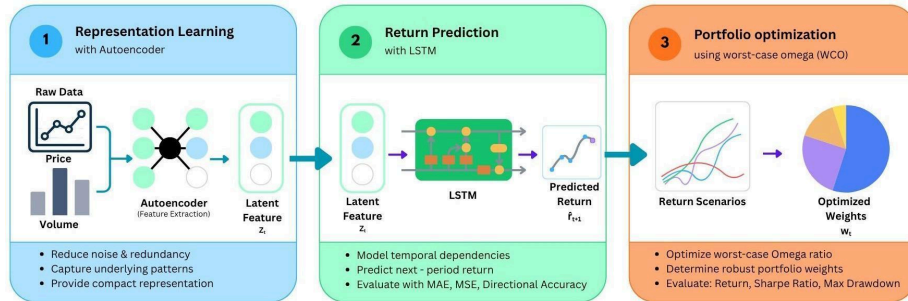 1
Representation Learning
with Autoencoder
Raw Data
Price
Volume
Autoencoder
(Feature Extraction)
Latent
Feature
Zₜ
Reduce noise & redundancy
Capture underlying patterns
Provide compact representation
2
Return Prediction
with LSTM
Latent
Feature
Zₜ
LSTM
Predicted
Return
r̂ₜ₊₁
Model temporal dependencies
Predict next - period return
Evaluate with MAE, MSE, Directional Accuracy
3
Portfolio optimization
using worst-case omega (WCO)
Return Scenarios
Optimized
Weights
wₜ
Optimize worst-case Omega ratio
Determine robust portfolio weights
Evaluate: Return, Sharpe Ratio, Max Drawdown